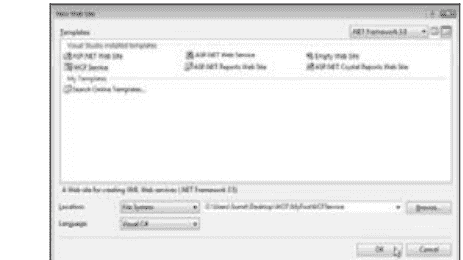 New Web Site
Templates:
.NET Framework 3.5
Visual Studio installed templates
ASP.NET Web Site
ASP.NET Web Service
Empty Web Site
WCF Service
ASP.NET Reports Web Site
ASP.NET Crystal Reports Web Site
My Templates
Search Online Templates...
A Web site for creating XML Web services (.NET Framework 3.5)
Location:
File System
Browse...
Language:
Visual C#
OK
Cancel